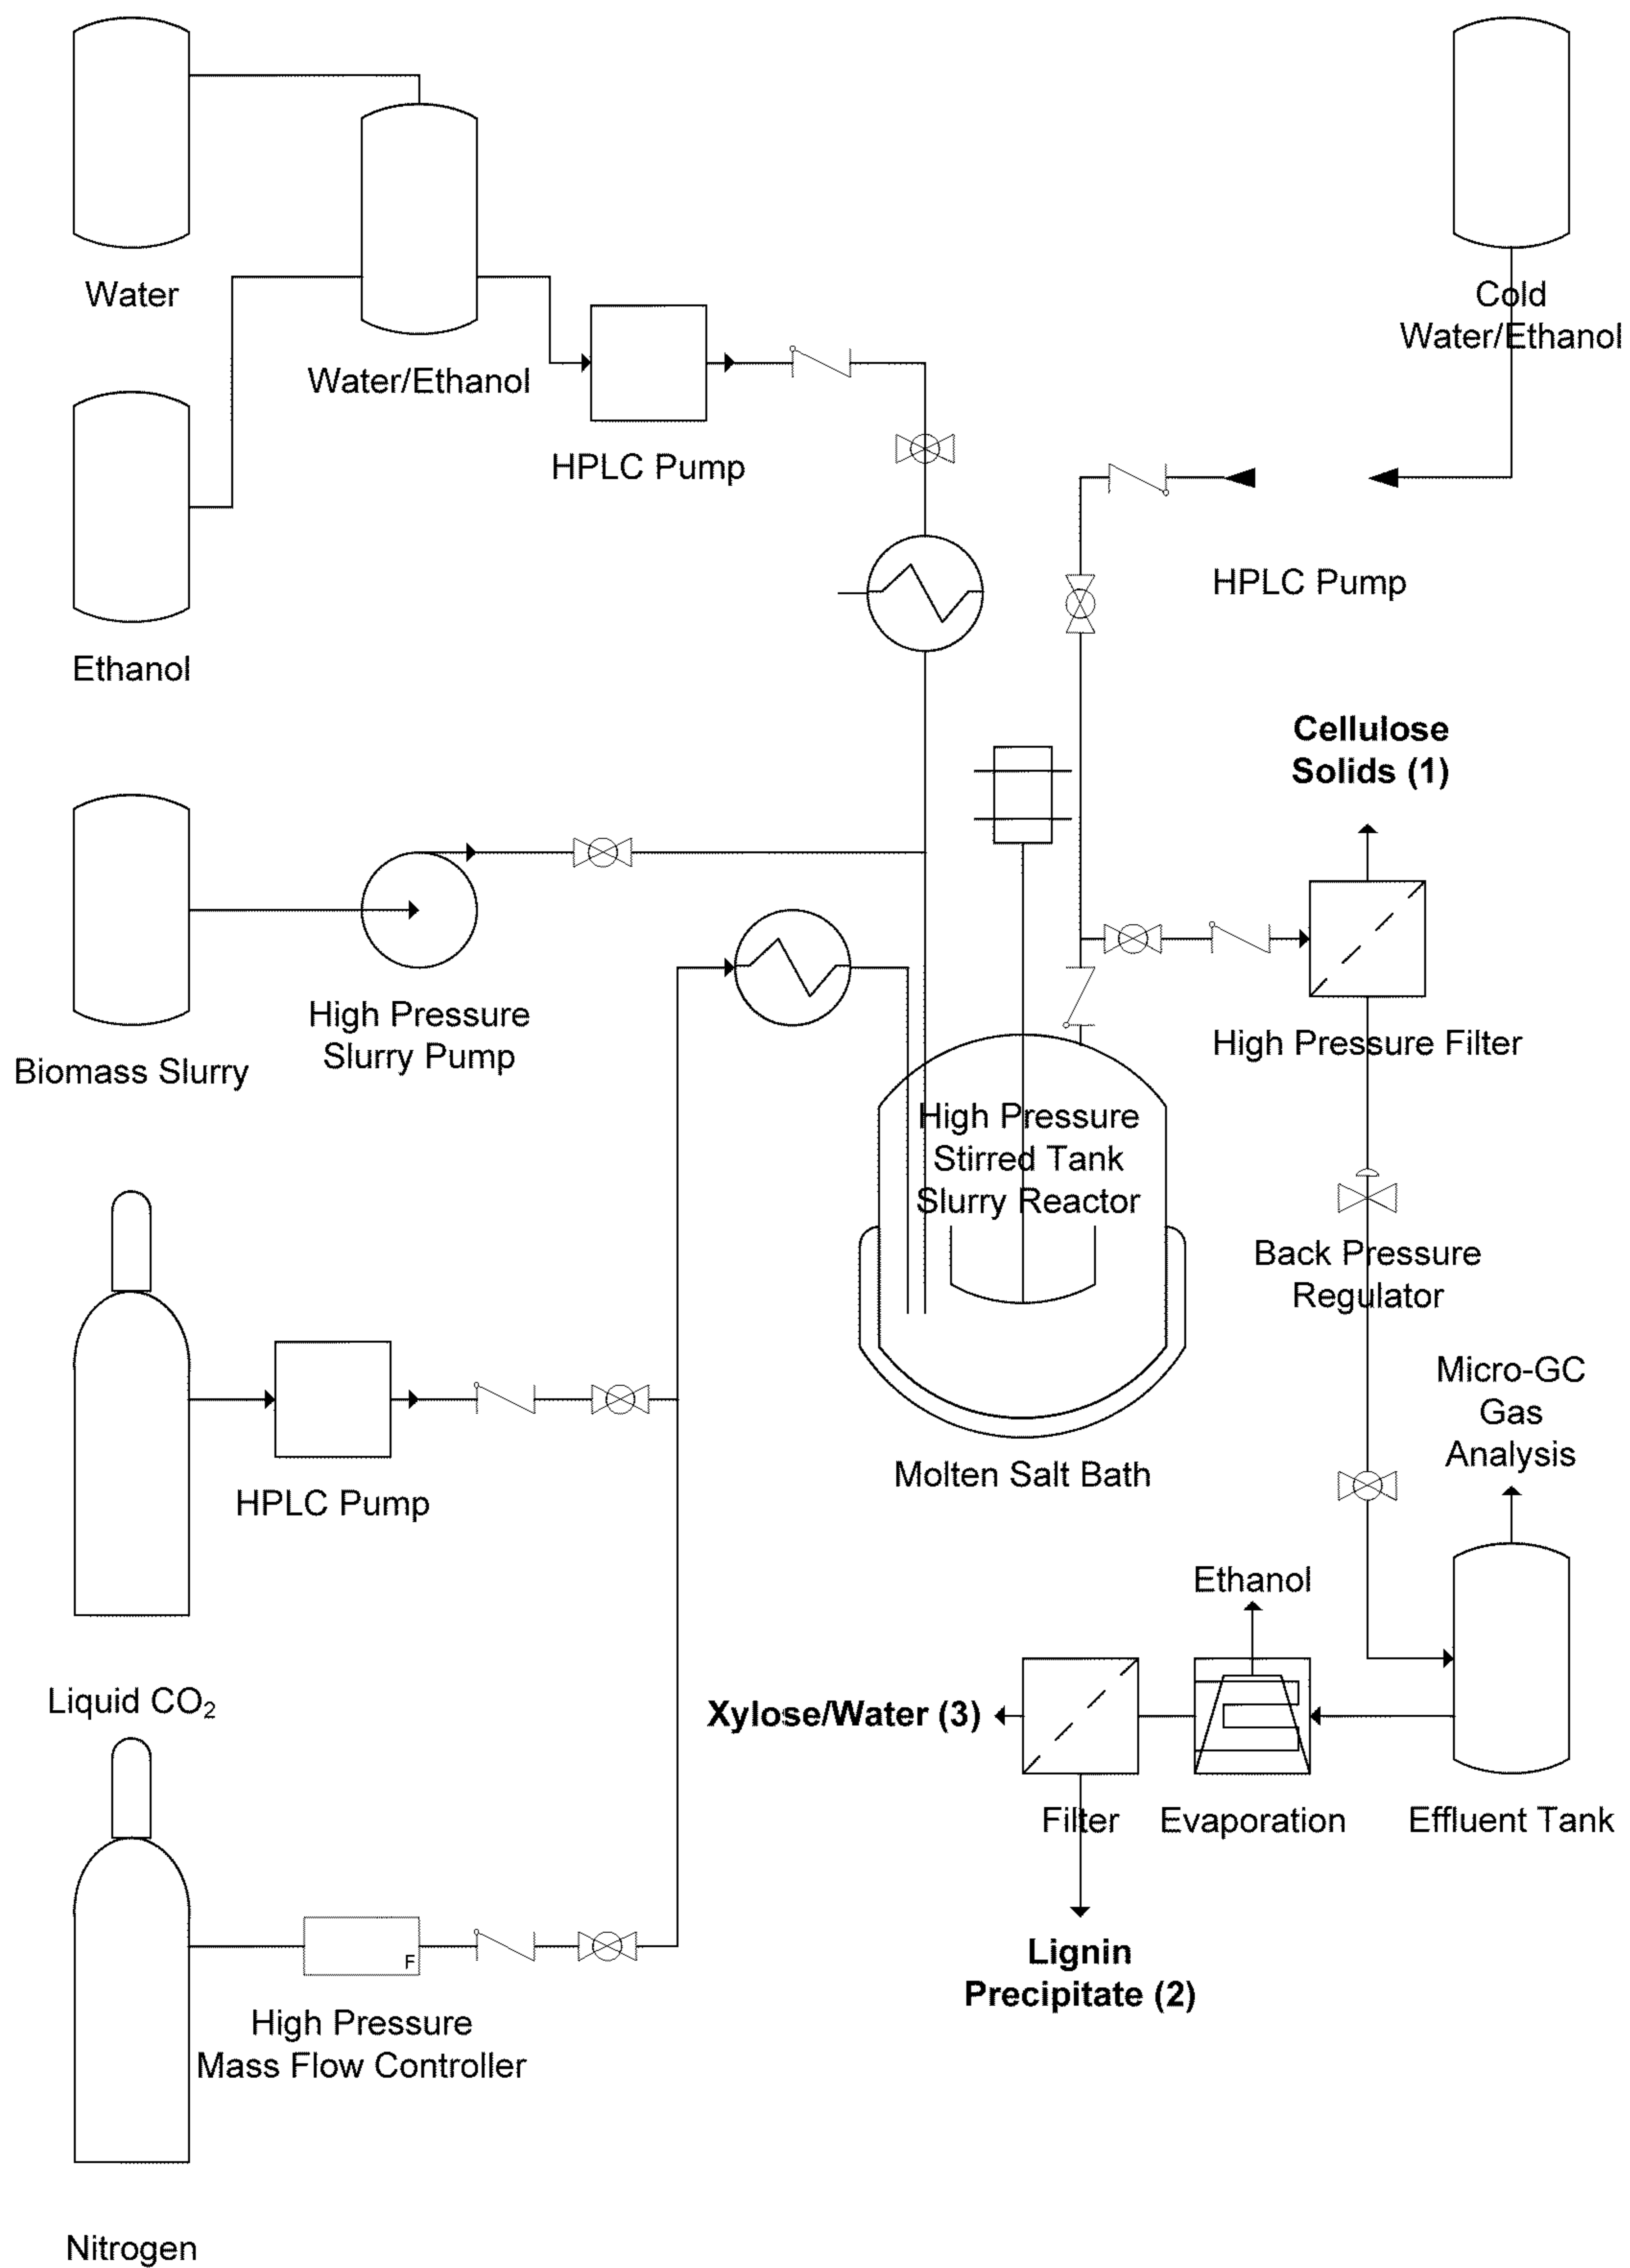 Water
Cold
Water/Ethanol
Water/Ethanol
HPLC Pump
Ethanol
HPLC Pump
Cellulose
Solids (1)
High Pressure
Slurry Pump
Biomass Slurry
High Pressure Filter
High Pressure
Stirred Tank
Slurry Reactor
Back Pressure
Regulator
Micro-GC
Gas
Analysis
Molten Salt Bath
HPLC Pump
Ethanol
Liquid CO₂
Xylose/Water (3)
Filter
Evaporation
Effluent Tank
F
Lignin
Precipitate (2)
High Pressure
Mass Flow Controller
Nitrogen